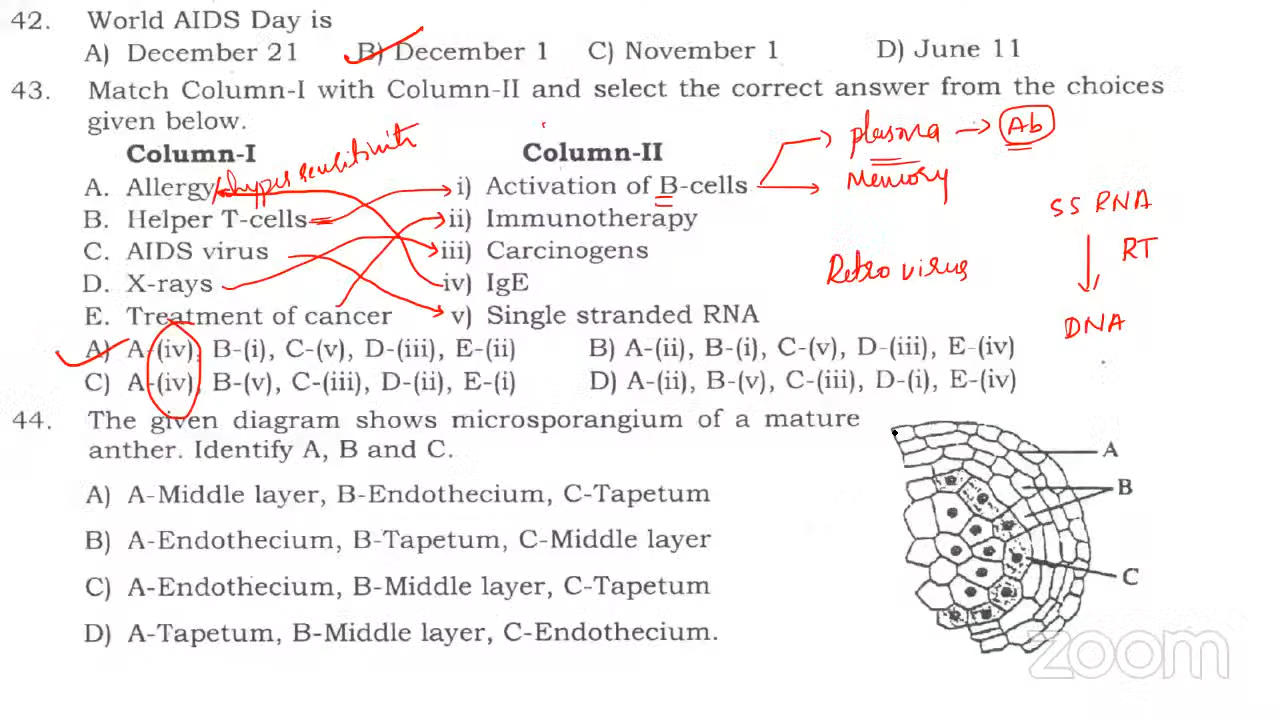 42. World AIDS Day is
A) December 21 B) December 1 C) November 1 D) June 11
43. Match Column-I with Column-II and select the correct answer from the choices
given below.
plasma → Ab
Column-I Column-II
A. Allergy i) Activation of B-cells
Memory
B. Helper T-cells ii) Immunotherapy
SS RNA
C. AIDS virus iii) Carcinogens
RT
Retro virus
D. X-rays iv) IgE
E. Treatment of cancer v) Single stranded RNA
DNA
A) A-(iv), B-(i), C-(v), D-(iii), E-(ii) B) A-(ii), B-(i), C-(v), D-(iii), E-(iv)
C) A-(iv), B-(v), C-(iii), D-(ii), E-(i) D) A-(ii), B-(v), C-(iii), D-(i), E-(iv)
44. The given diagram shows microsporangium of a mature
anther. Identify A, B and C.
A
B
C
A) A-Middle layer, B-Endothecium, C-Tapetum
B) A-Endothecium, B-Tapetum, C-Middle layer
C) A-Endothecium, B-Middle layer, C-Tapetum
D) A-Tapetum, B-Middle layer, C-Endothecium.
zoom